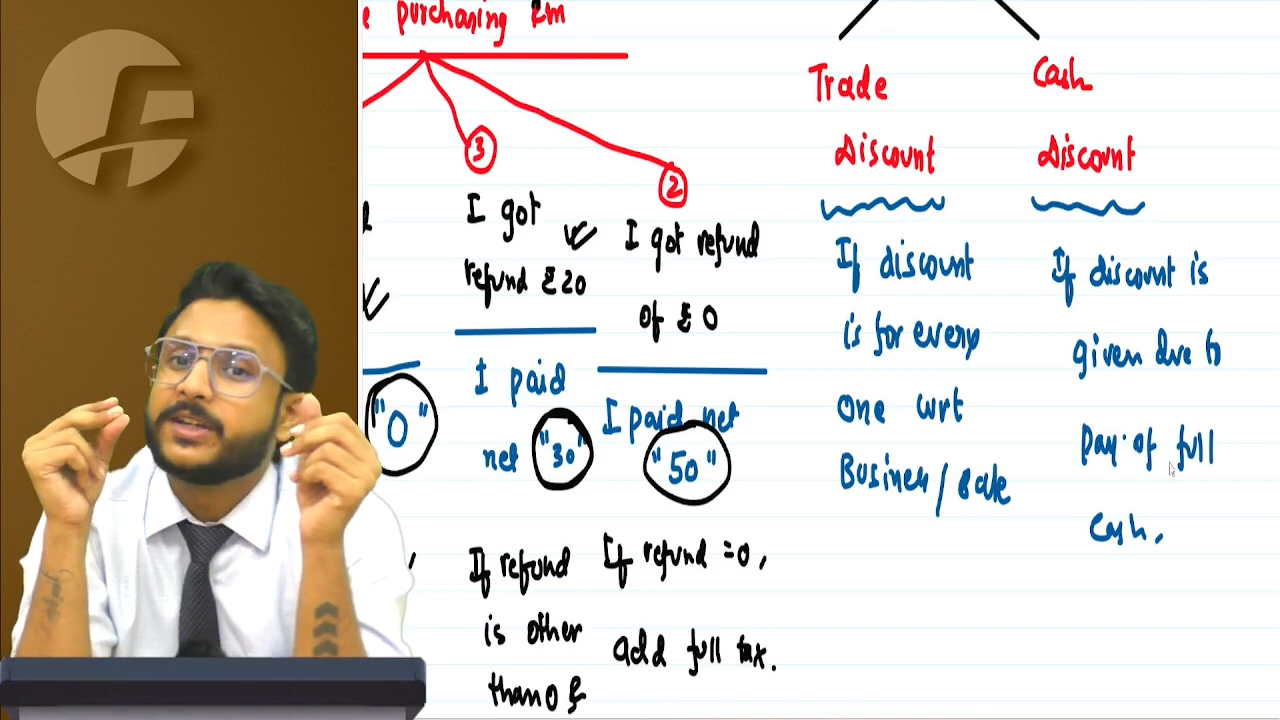 purchasing Rm
3
I got
refund ₹20
I paid
net "30"
If refund
is other
than 0 &
2
I got refund
of ₹ 0
I paid net
"50"
If refund =0,
add full tax.
"0"
Trade
Discount
If discount
is for every
one wrt
Business/sale
Cash
Discount
If discount is
given due to
pay. of full
cash.